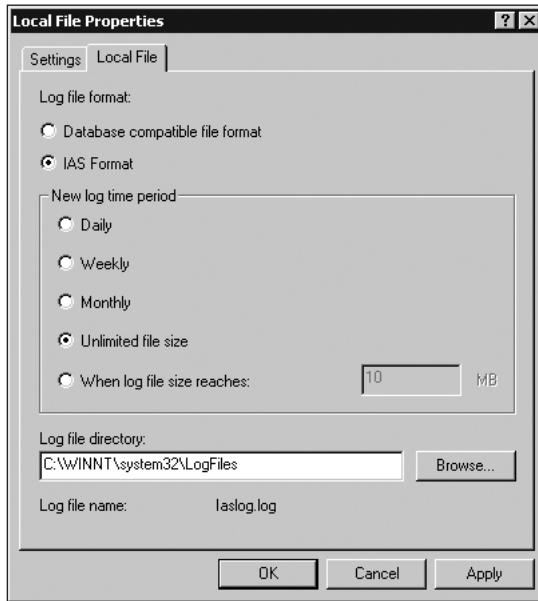 Local File Properties
Settings
Local File
Log file format:
Database compatible file format
IAS Format
New log time period
Daily
Weekly
Monthly
Unlimited file size
When log file size reaches: 10 MB
Log file directory:
C:\WINNT\system32\LogFiles Browse...
Log file name: Iaslog.log
OK Cancel Apply